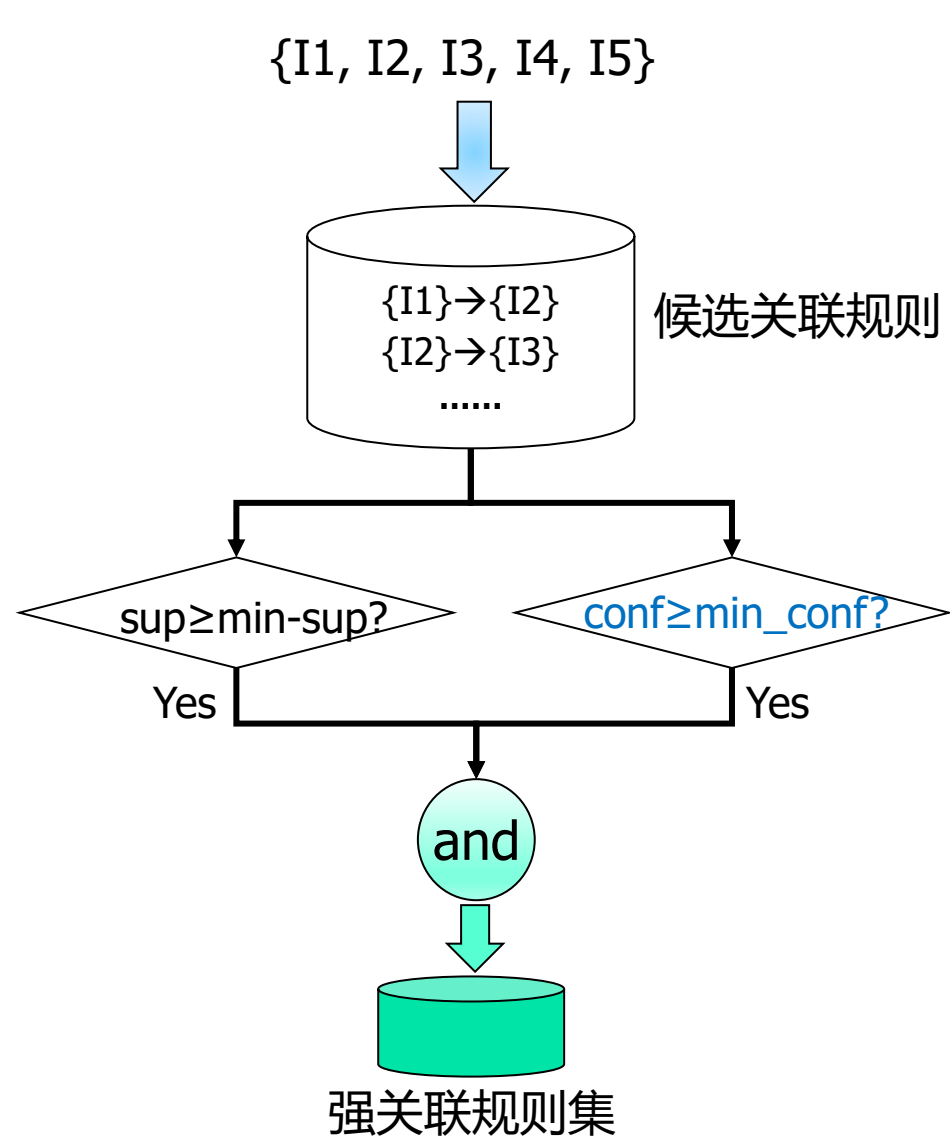 {I1, I2, I3, I4, I5}
{I1}→{I2}
{I2}→{I3}
......
候选关联规则
sup≥min-sup?
conf≥min_conf?
Yes
Yes
and
强关联规则集